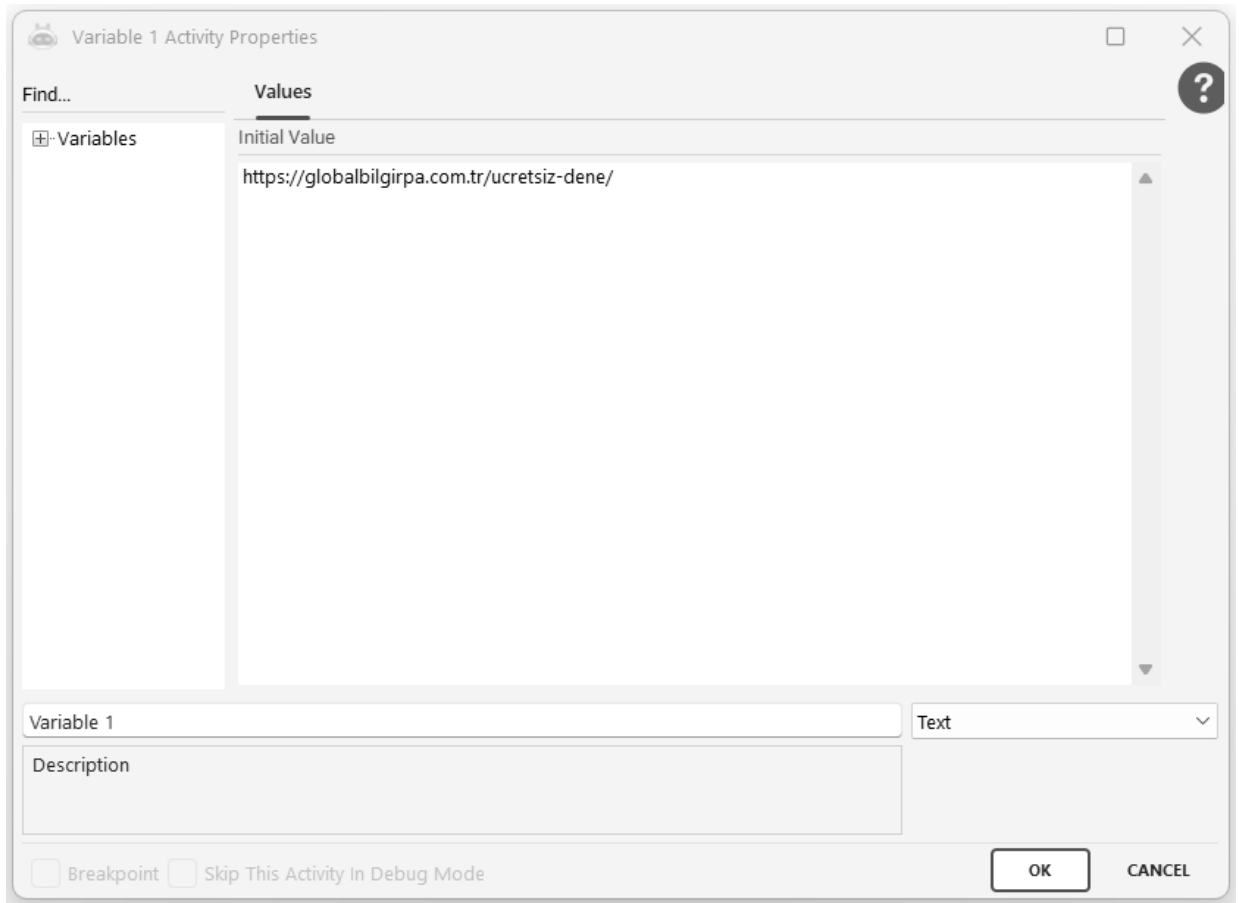 Variable 1 Activity Properties
Find...
Values
?
Variables
Initial Value
https://globalbilgirpa.com.tr/ucretsiz-dene/
Variable 1
Text
Description
Breakpoint
Skip This Activity In Debug Mode
OK
CANCEL